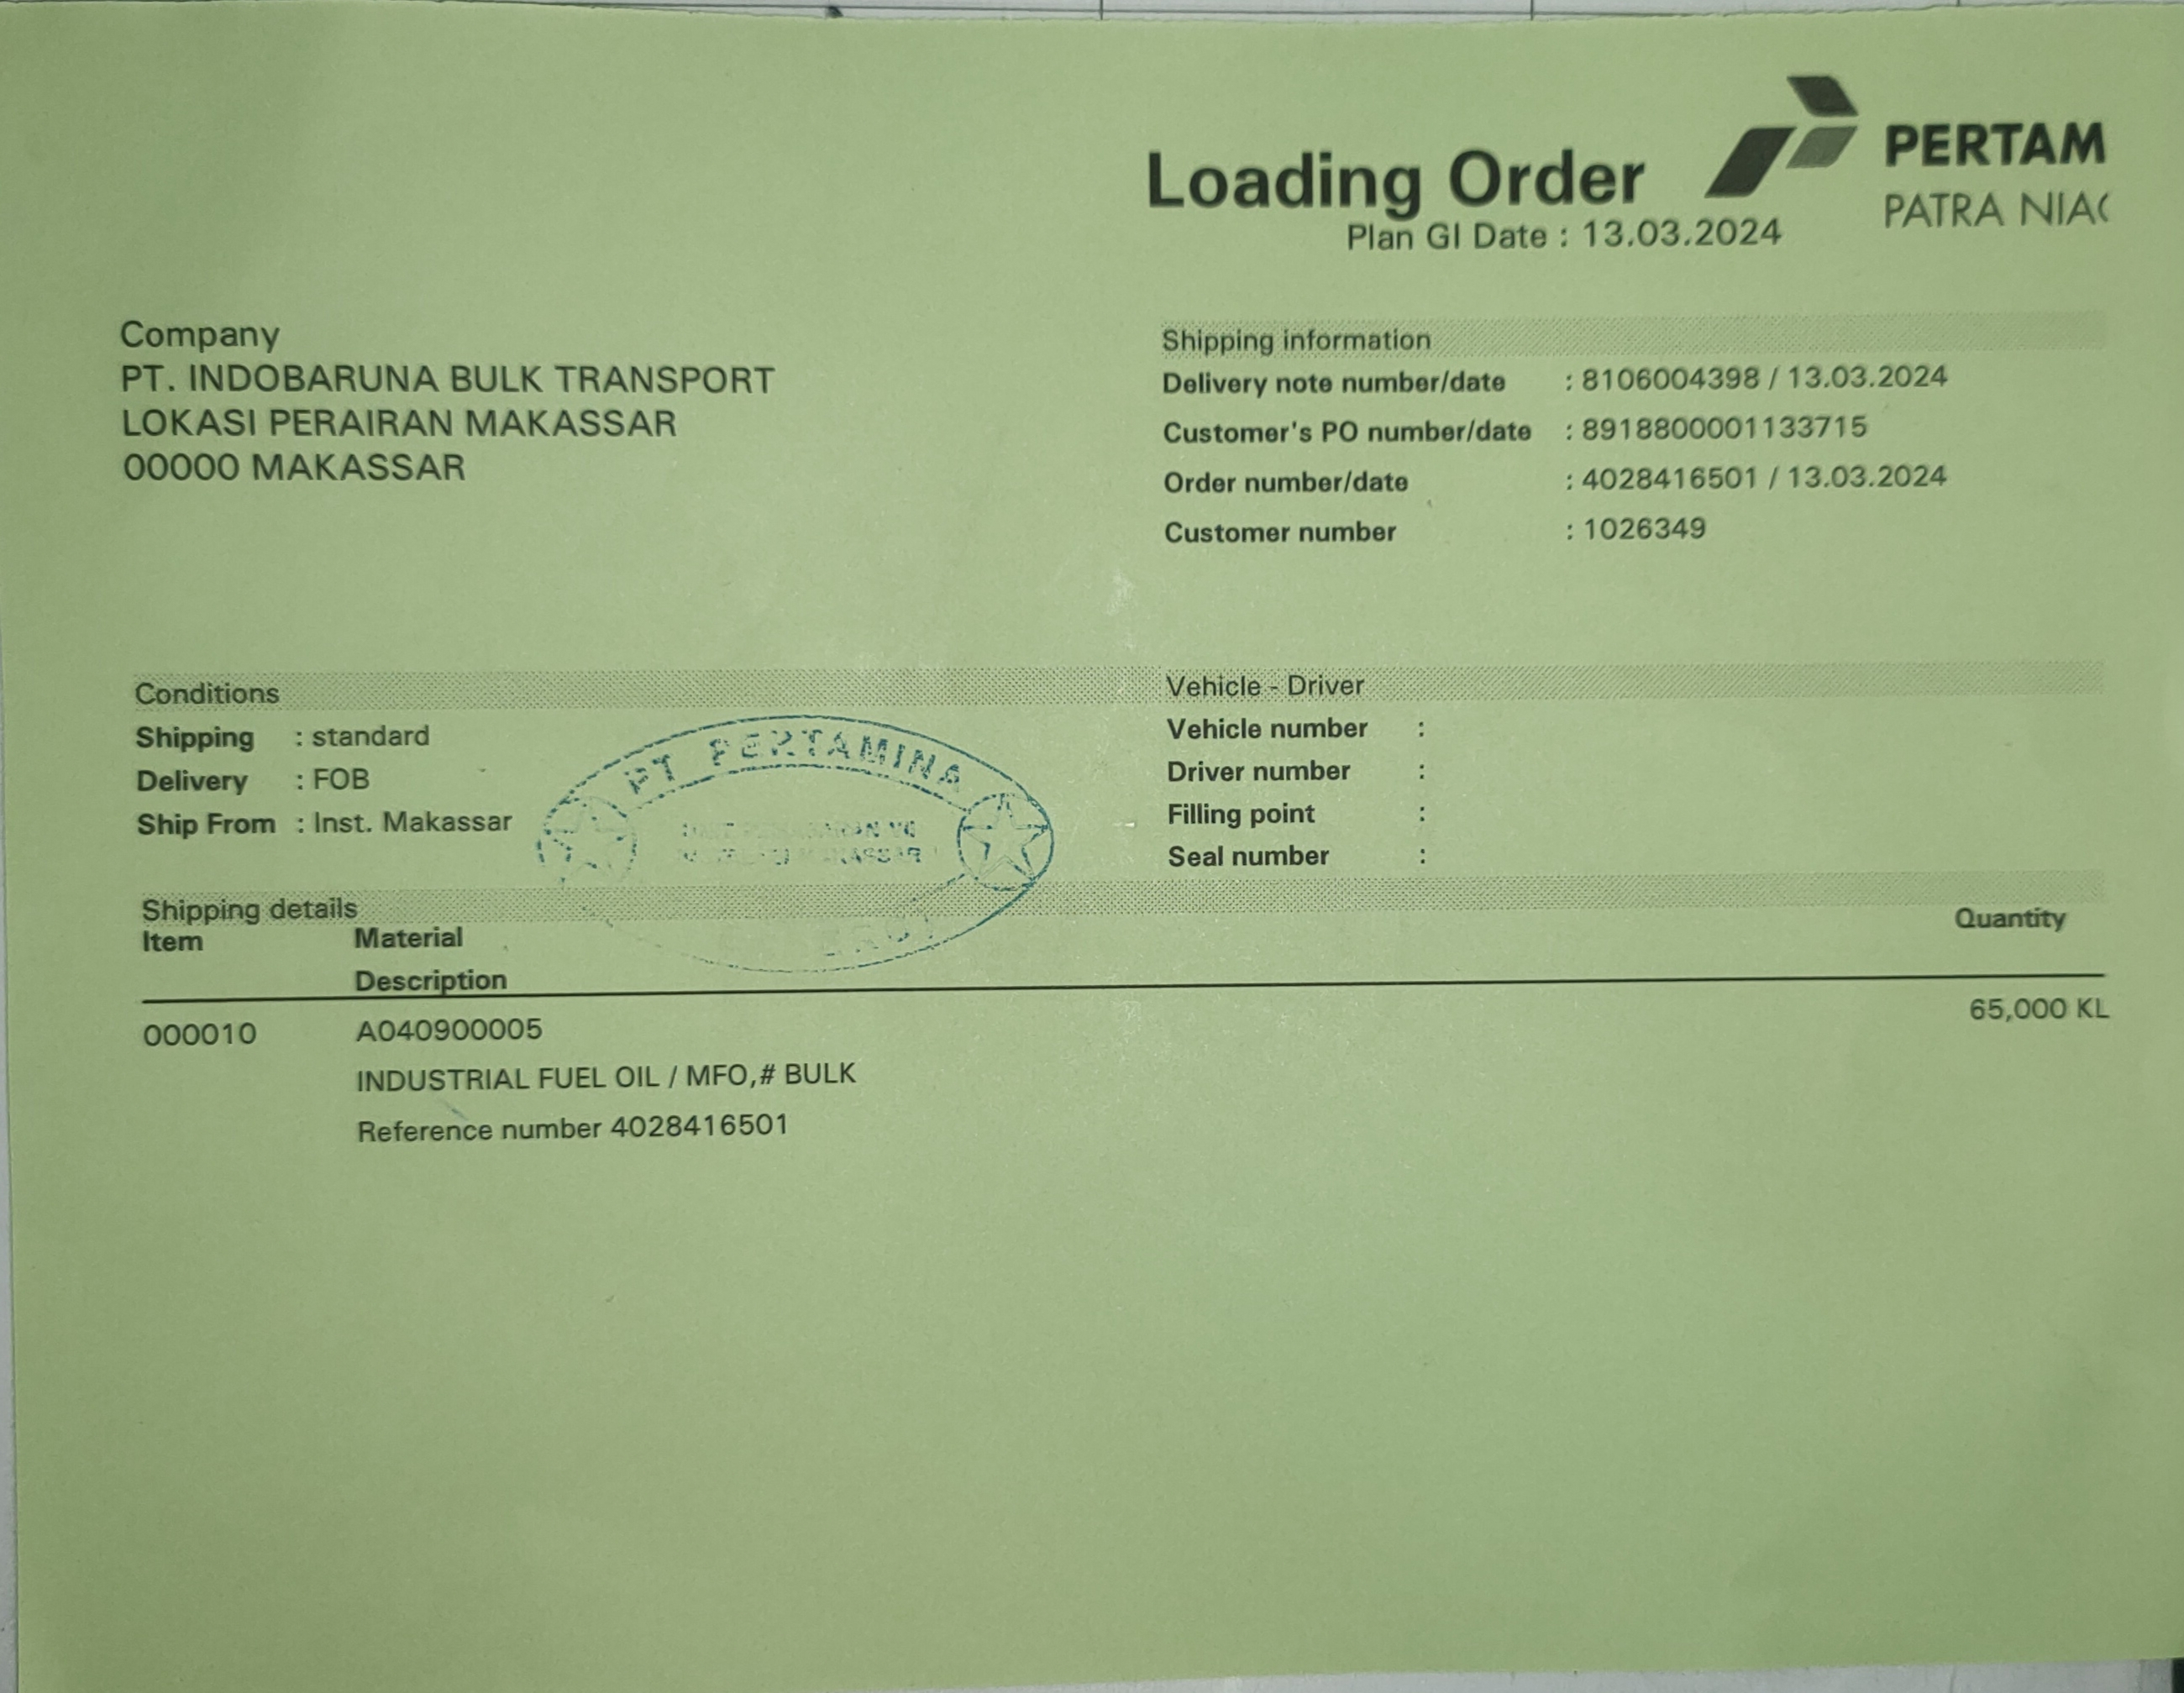 Loading Order
PERTAM
PATRA NIA
Plan GI Date : 13.03.2024
Company
PT. INDOBARUNA BULK TRANSPORT
LOKASI PERAIRAN MAKASSAR
00000 MAKASSAR
Shipping information
Delivery note number/date : 8106004398 / 13.03.2024
Customer's PO number/date : 8918800001133715
Order number/date : 4028416501 / 13.03.2024
Customer number : 1026349
Conditions
Shipping : standard
Delivery : FOB
Ship From : Inst. Makassar
PT PERTAMINA
Vehicle - Driver
Vehicle number :
Driver number :
Filling point :
Seal number :
Shipping details
Item Material Quantity
Description
000010 A040900005 65,000 KL
INDUSTRIAL FUEL OIL / MFO,# BULK
Reference number 4028416501